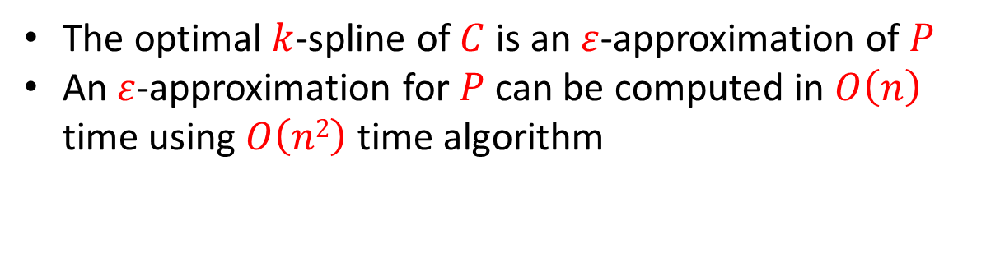 • The optimal k-spline of C is an ε-approximation of P
• An ε-approximation for P can be computed in O(n)
time using O(n²) time algorithm